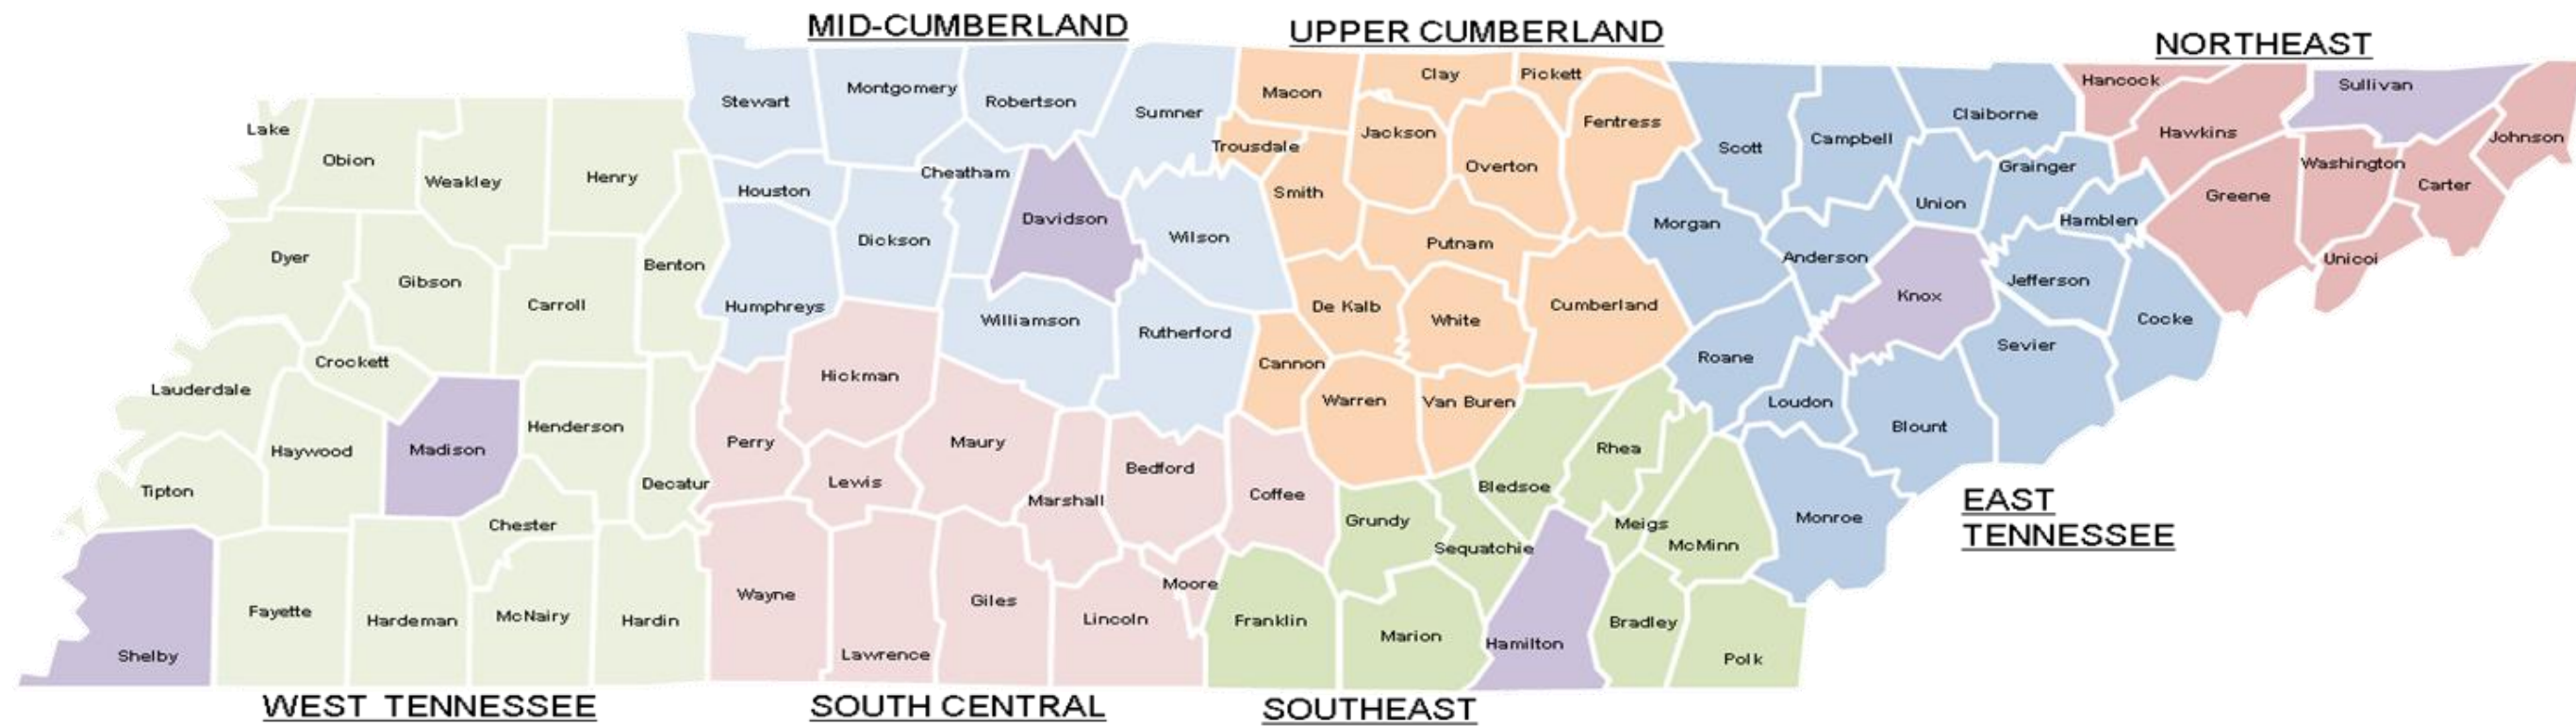 MID-CUMBERLAND
UPPER CUMBERLAND
NORTHEAST
Stewart
Montgomery
Robertson
Sumner
Macon
Clay
Pickett
Hancock
Sullivan
Lake
Obion
Weakley
Henry
Houston
Cheatham
Trousdale
Jackson
Overton
Fentress
Scott
Campbell
Claiborne
Grainger
Hawkins
Washington
Johnson
Carter
Greene
Smith
Davidson
Wilson
Dickson
Putnam
Morgan
Union
Hamblen
Anderson
Unicoi
Dyer
Gibson
Benton
Carroll
Humphreys
Williamson
Rutherford
De Kalb
White
Cumberland
Knox
Jefferson
Cocke
Sevier
Roane
Crockett
Lauderdale
Hickman
Cannon
Warren
Van Buren
Loudon
Blount
Haywood
Madison
Henderson
Perry
Maury
Bedford
Rhea
Tipton
Decatur
Lewis
Marshall
Coffee
Bledsoe
Chester
Grundy
Sequatchie
Meigs
McMinn
Monroe
EAST
TENNESSEE
Shelby
Fayette
Hardeman
McNairy
Hardin
Wayne
Lawrence
Giles
Lincoln
Moore
Franklin
Marion
Hamilton
Bradley
Polk
WEST TENNESSEE
SOUTH CENTRAL
SOUTHEAST